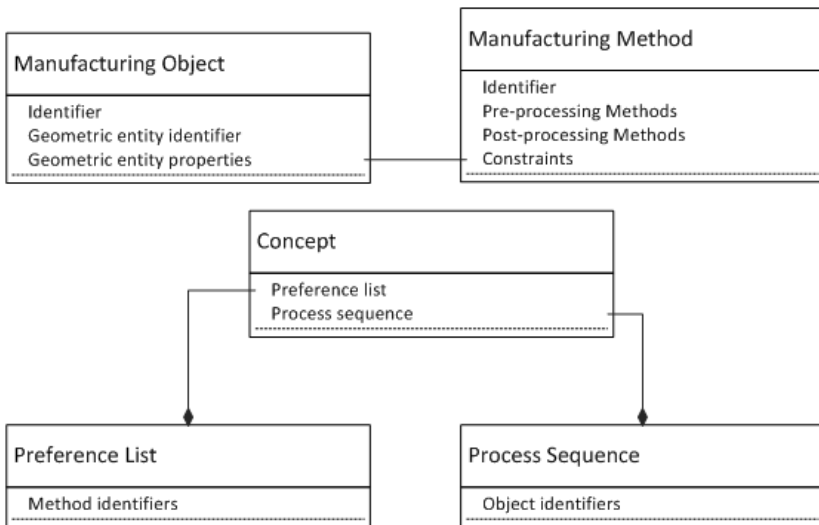 Manufacturing Object
Identifier
Geometric entity identifier
Geometric entity properties
Manufacturing Method
Identifier
Pre-processing Methods
Post-processing Methods
Constraints
Concept
Preference list
Process sequence
Preference List
Method identifiers
Process Sequence
Object identifiers